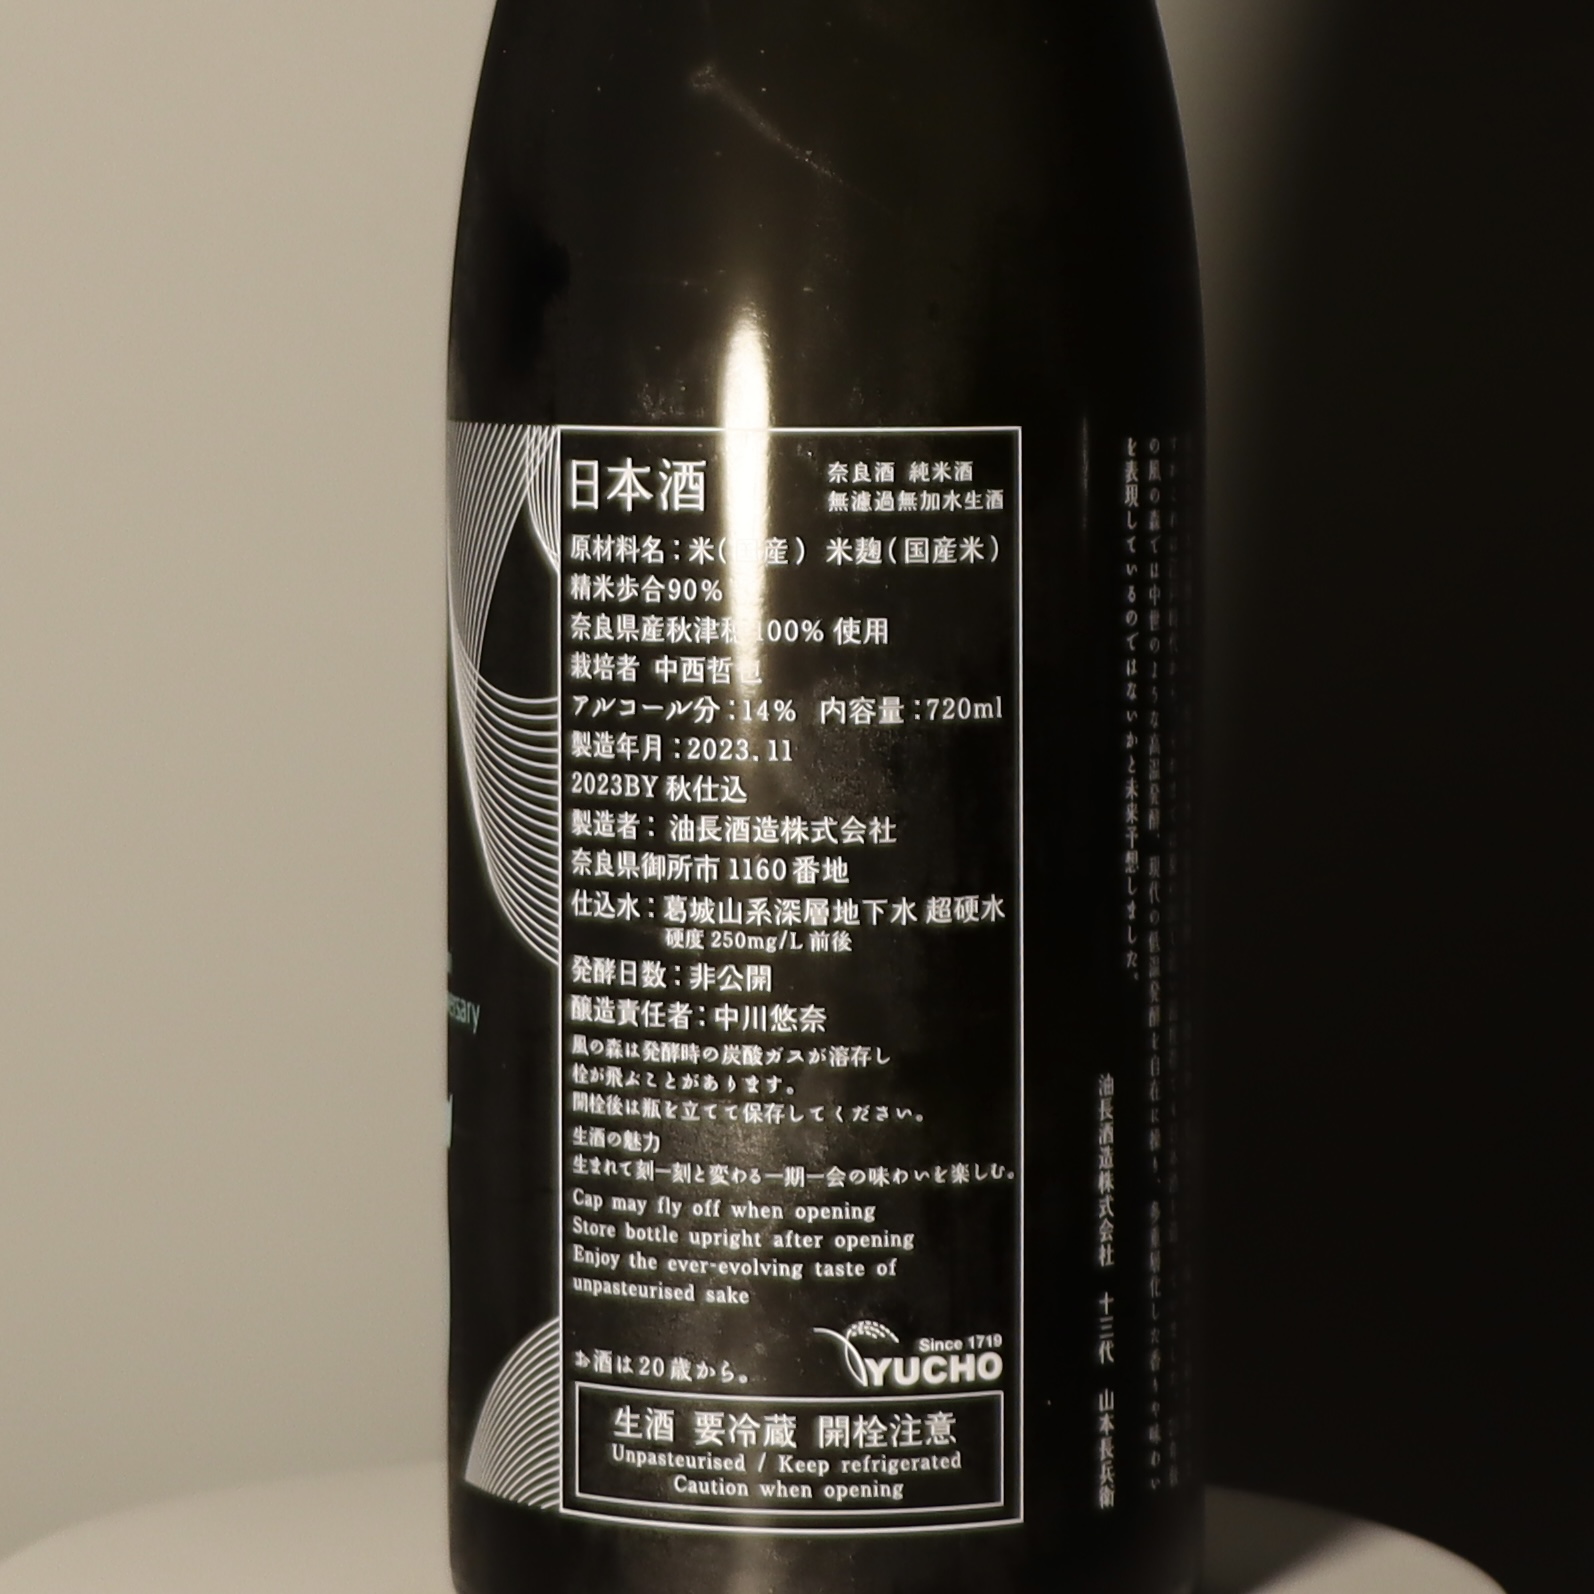 日本酒
奈良酒 純米酒
無濾過無加水生酒
原材料名：米( 産） 米麹（国産米）
精米歩合90%
奈良県産秋津穂100% 使用
栽培者 中西哲也
アルコール分：14% 内容量：720ml
製造年月：2023.11
2023BY 秋仕込
製造者： 油長酒造株式会社
奈良県御所市 1160番地
仕込水：葛城山系深層地下水 超硬水
硬度 250mg/L 前後
発酵日数：非公開
醸造責任者：中川悠奈
風の森は発酵時の炭酸ガスが溶存し
栓が飛ぶことがあります。
開栓後は瓶を立てて保存してください。
生酒の魅力
生まれて刻一刻と変わる一期一会の味わいを楽しむ。
Cap may fly off when opening
Store bottle upright after opening
Enjoy the ever-evolving taste of
unpasteurised sake
お酒は20歳から。
Since 1719
YUCHO
生酒 要冷蔵 開栓注意
Unpasteurised / Keep refrigerated
Caution when opening
の風の森では中世のような高温発酵、現代の低温発酵を自在に
を表現しているのではないかと未来予想しました。
油長酒造株式会社 十三代 山本長兵衛